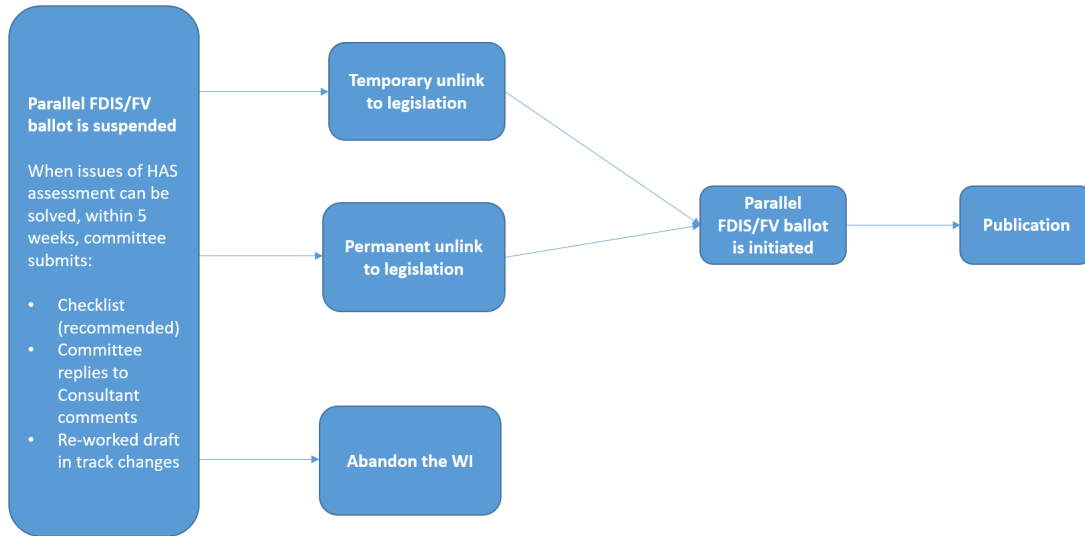 Parallel FDIS/FV
ballot is suspended
When issues of HAS
assessment can be
solved, within 5
weeks, committee
submits:
• Checklist
(recommended)
• Committee
replies to
Consultant
comments
• Re-worked draft
in track changes
Temporary unlink
to legislation
Permanent unlink
to legislation
Abandon the WI
Parallel
FDIS/FV ballot
is initiated
Publication